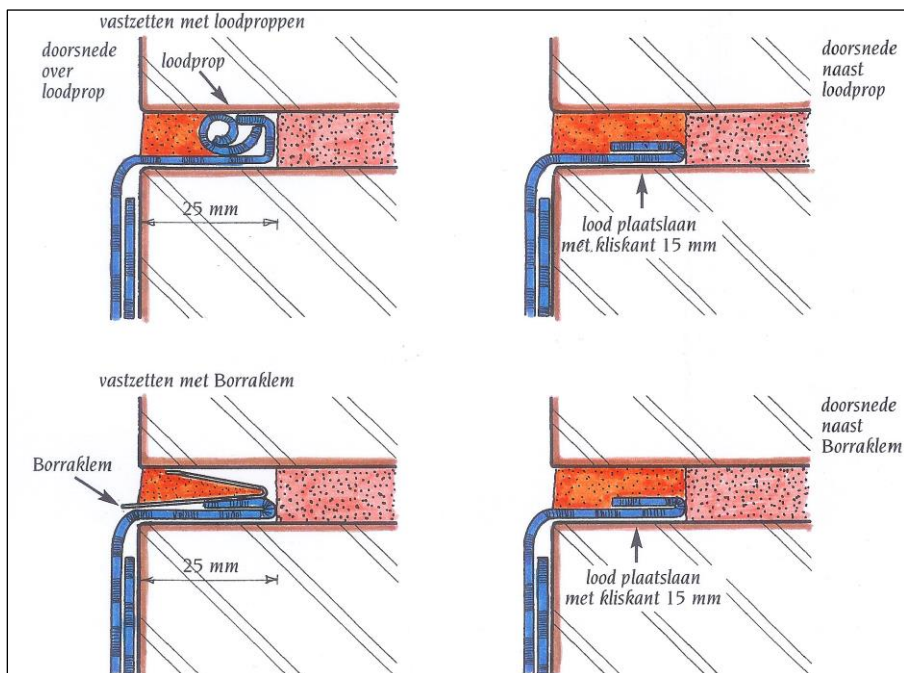 vastzetten met loodproppen
doorsnede
over
loodprop
loodprop
25 mm
doorsnede
naast
loodprop
lood plaatslaan
met kliskant 15 mm
vastzetten met Borraklem
Borraklem
25 mm
doorsnede
naast
Borraklem
lood plaatslaan
met kliskant 15 mm